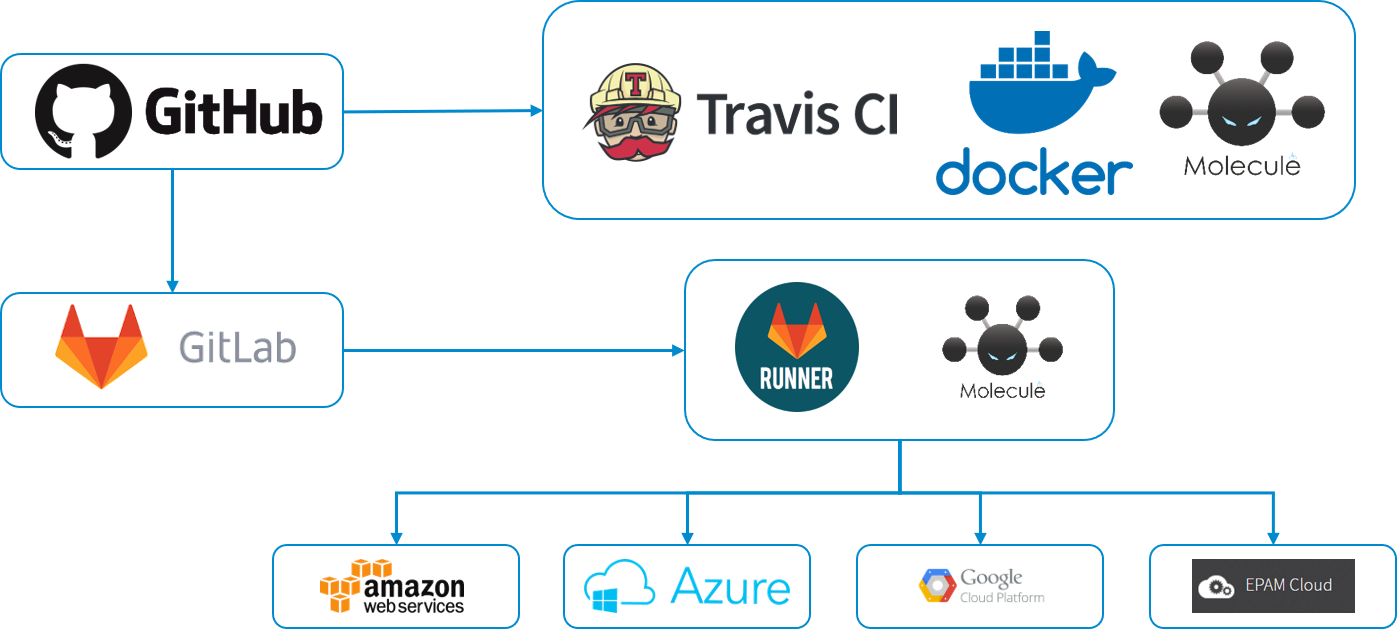 GitHub
T
Travis CI
docker
Molecule
GitLab
RUNNER
Molecule
amazon
web services
Azure
Google
Cloud Platform
EPAM Cloud